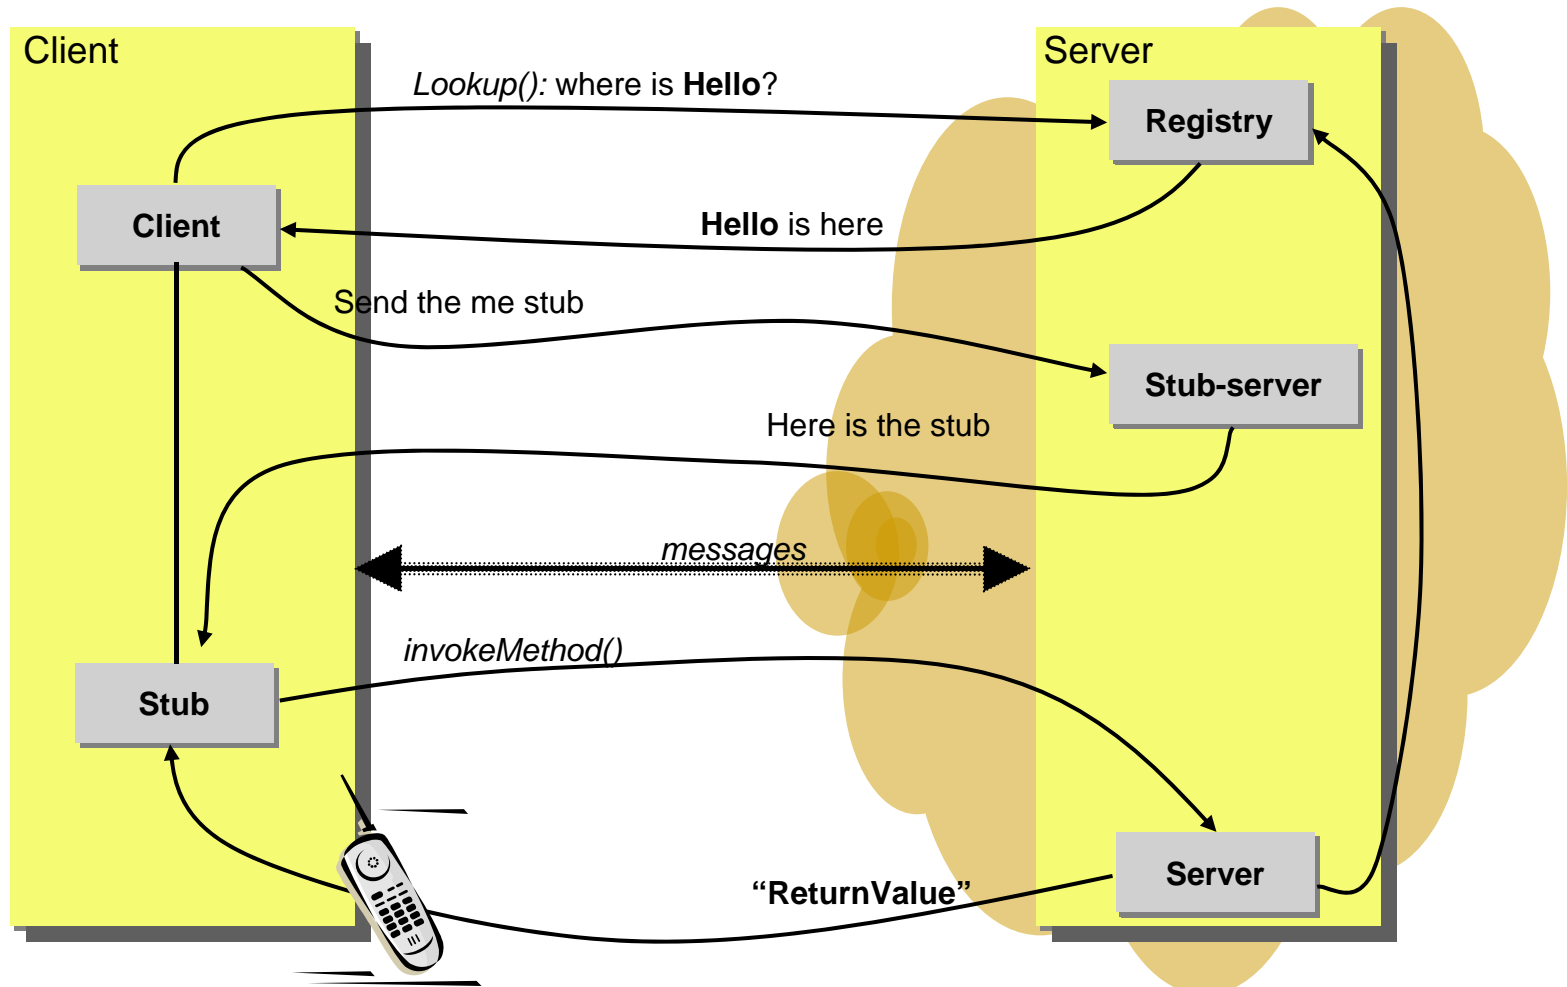 Client
Server
Lookup(): where is Hello?
Registry
Client
Hello is here
Send the me stub
Stub-server
Here is the stub
messages
invokeMethod()
Stub
Server
“ReturnValue”